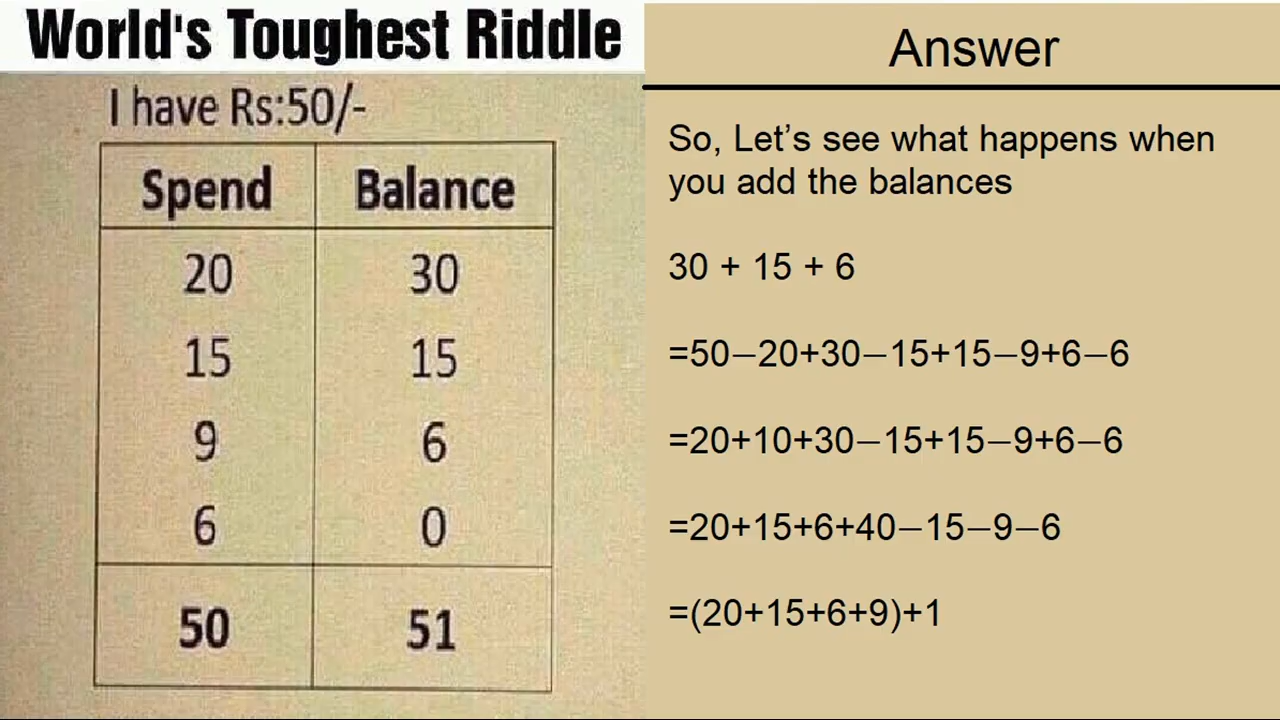 World's Toughest Riddle
I have Rs:50/-
Spend Balance
20 30
15 15
9 6
6 0
50 51
Answer
So, Let’s see what happens when
you add the balances
30 + 15 + 6
=50−20+30−15+15−9+6−6
=20+10+30−15+15−9+6−6
=20+15+6+40−15−9−6
=(20+15+6+9)+1